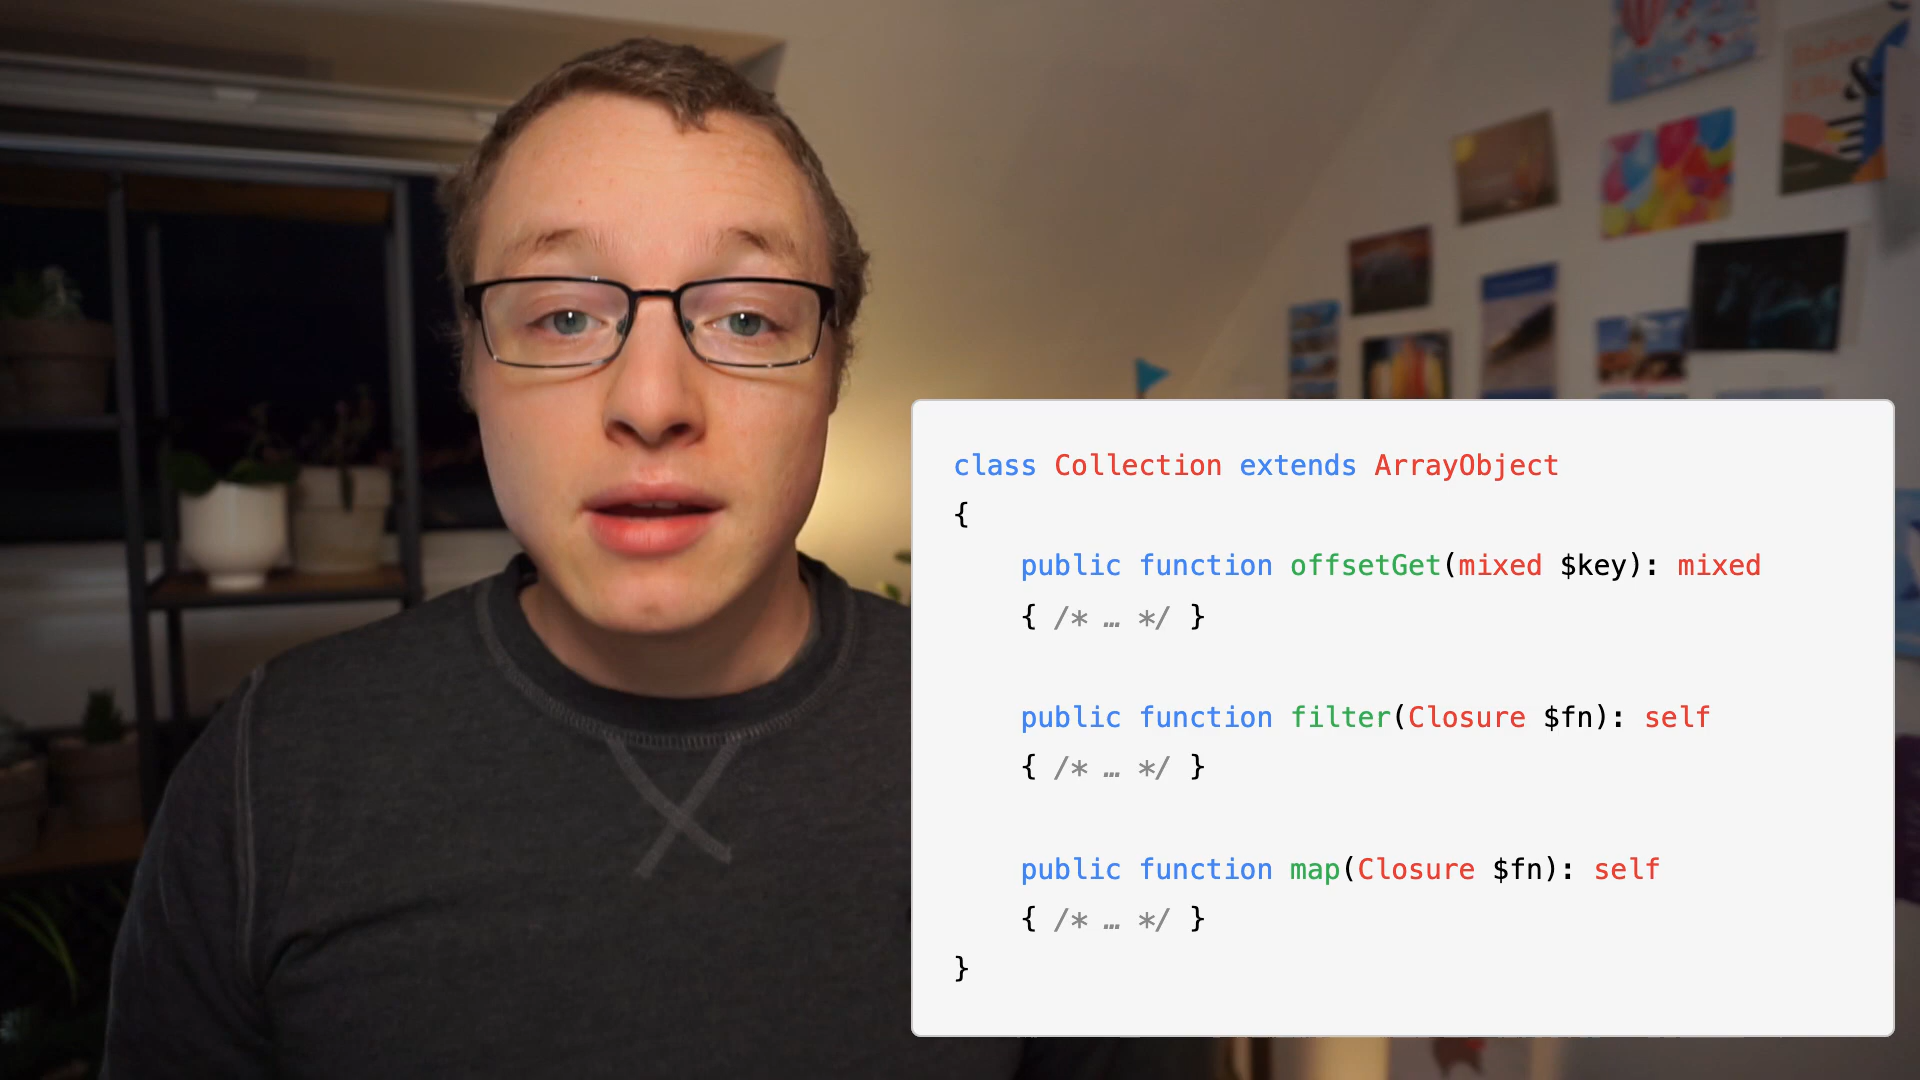 class Collection extends ArrayObject
{
    public function offsetGet(mixed $key): mixed
    { /* … */ }
    public function filter(Closure $fn): self
    { /* … */ }
    public function map(Closure $fn): self
    { /* … */ }
}